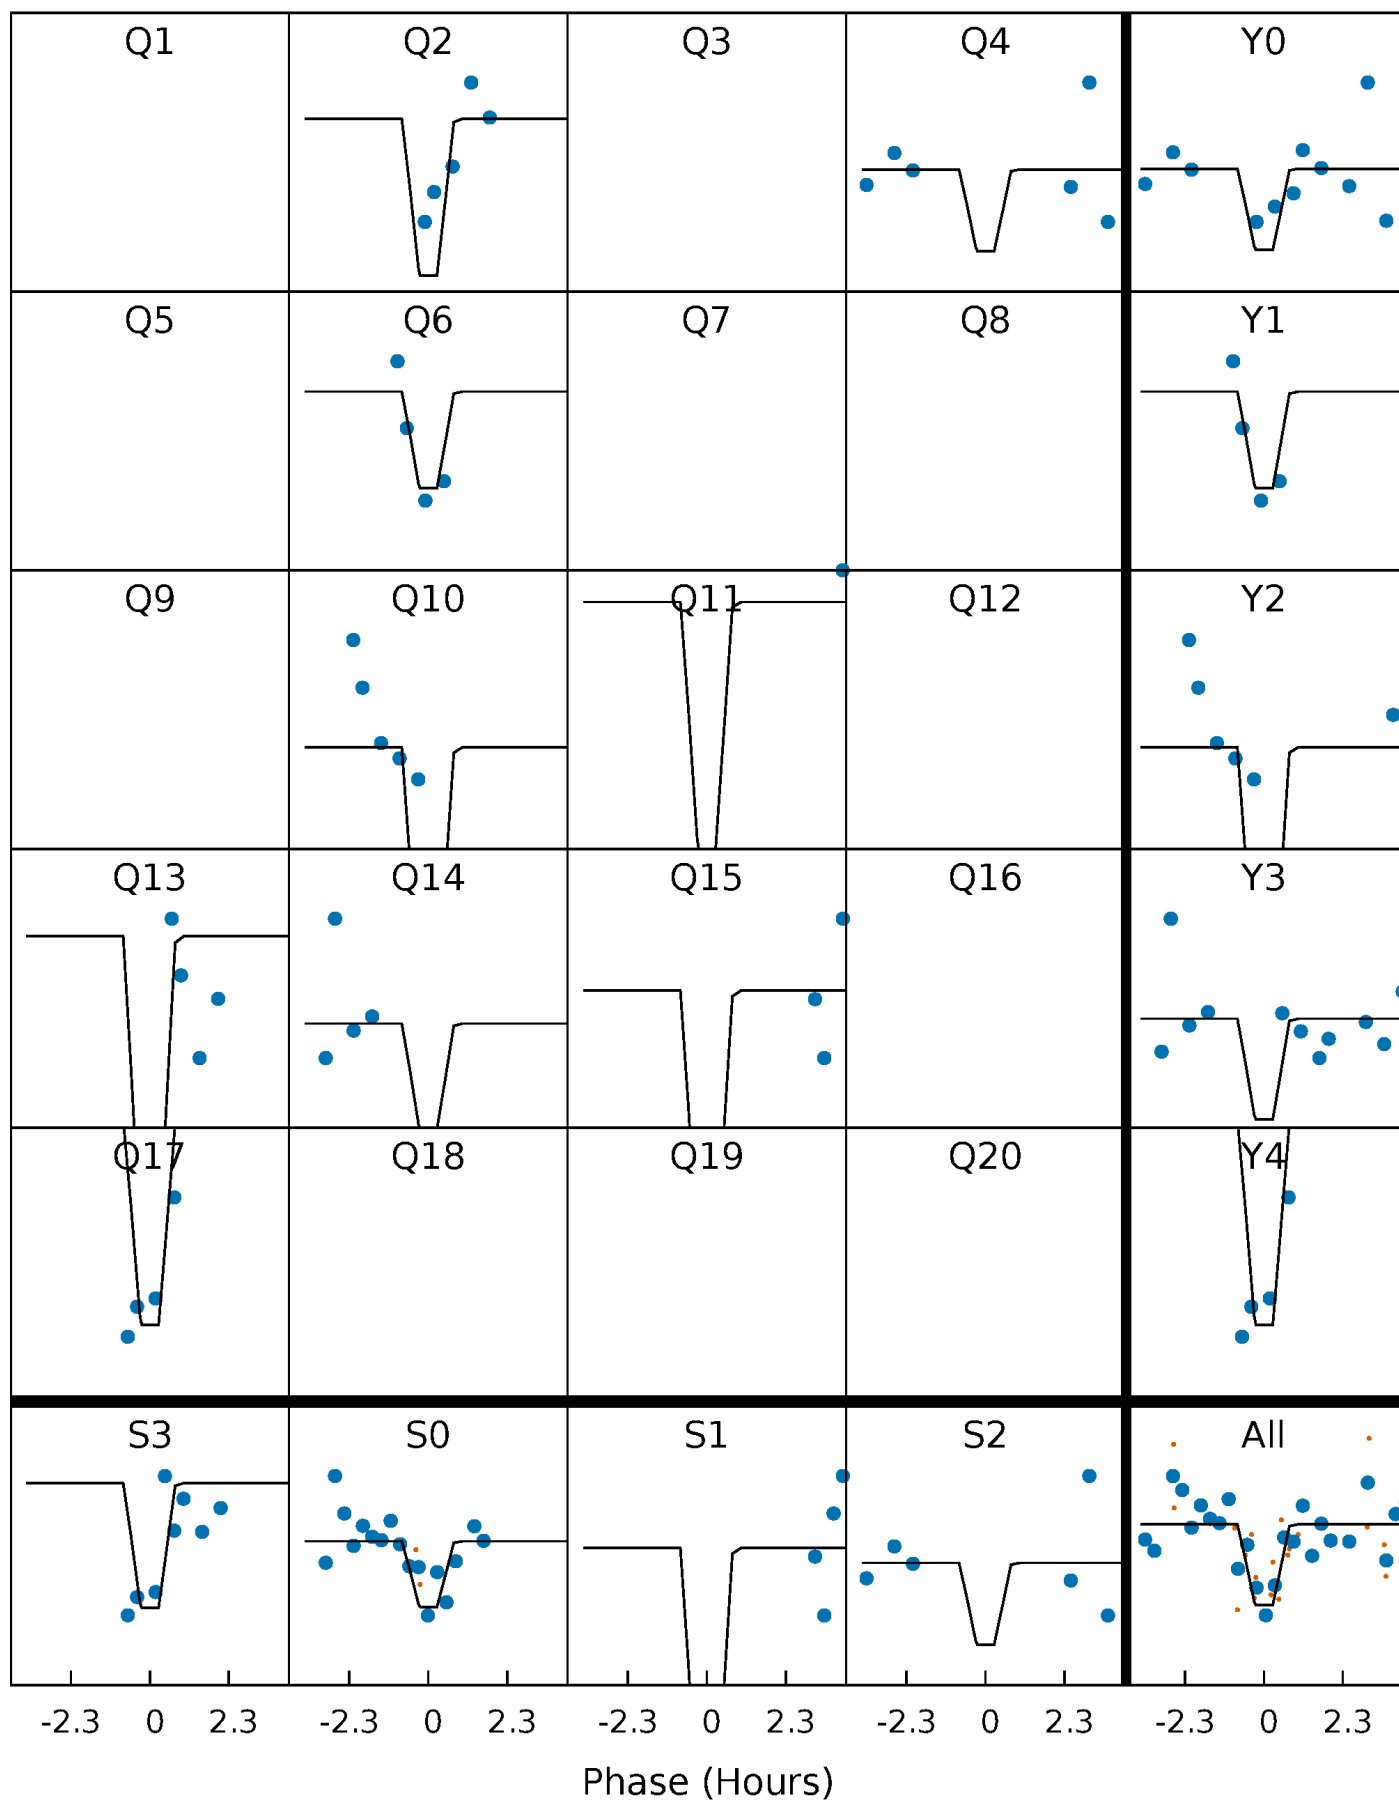 Q1 Q2 Q3 Q4 Y0
Q5 Q6 Q7 Q8 Y1
Q9 Q10 Q11 Q12 Y2
Q13 Q14 Q15 Q16 Y3
Q17 Q18 Q19 Q20 Y4
S3 S0 S1 S2 All
-2.3 0 2.3 -2.3 0 2.3 -2.3 0 2.3 -2.3 0 2.3 -2.3 0 2.3
Phase (Hours)